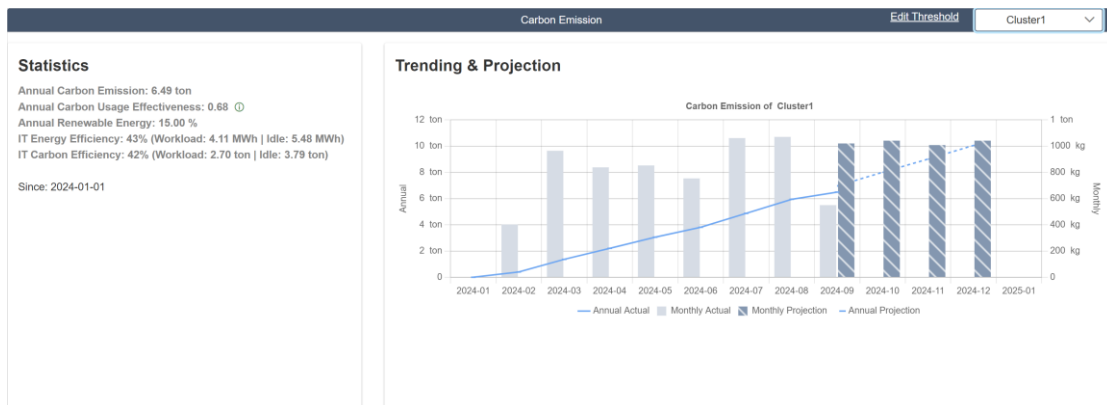 Carbon Emission
Edit Threshold
Cluster1
Statistics
Annual Carbon Emission: 6.49 ton
Annual Carbon Usage Effectiveness: 0.68
Annual Renewable Energy: 15.00 %
IT Energy Efficiency: 43% (Workload: 4.11 MWh | Idle: 5.48 MWh)
IT Carbon Efficiency: 42% (Workload: 2.70 ton | Idle: 3.79 ton)
Since: 2024-01-01
Trending & Projection
Carbon Emission of Cluster1
12 ton
10 ton
8 ton
6 ton
4 ton
2 ton
0
Annual
1 ton
1000 kg
800 kg
600 kg
400 kg
200 kg
0
Monthly
2024-01 2024-02 2024-03 2024-04 2024-05 2024-06 2024-07 2024-08 2024-09 2024-10 2024-11 2024-12 2025-01
Annual Actual Monthly Actual Monthly Projection Annual Projection